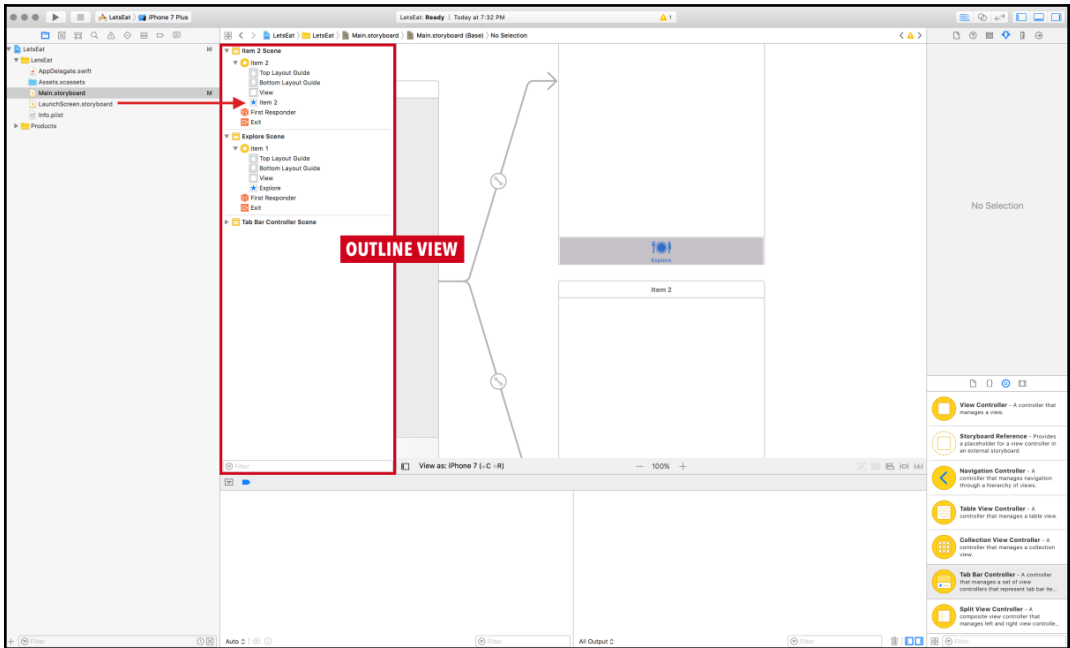 LetsEat
iPhone 7 Plus
LetsEat: Ready | Today at 7:32 PM
1
LetsEat
M
LetsEat
AppDelegate.swift
Assets.xcassets
Main.storyboard
M
LaunchScreen.storyboard
Info.plist
Products
Filter
LetsEat
LetsEat
Main.storyboard
Main.storyboard (Base)
No Selection
Item 2 Scene
Item 2
Top Layout Guide
Bottom Layout Guide
View
Item 2
First Responder
Exit
Explore Scene
Item 1
Top Layout Guide
Bottom Layout Guide
View
Explore
First Responder
Exit
Tab Bar Controller Scene
OUTLINE VIEW
Filter
Explore
Item 2
View as: iPhone 7 (
C
R)
100%
Auto
Filter
All Output
Filter
No Selection
View Controller - A controller that
manages a view.
Storyboard Reference - Provides
a placeholder for a view controller in
an external storyboard.
Navigation Controller - A
controller that manages navigation
through a hierarchy of views.
Table View Controller - A
controller that manages a table view.
Collection View Controller - A
controller that manages a collection
view.
Tab Bar Controller - A controller
that manages a set of view
controllers that represent tab bar ite...
Split View Controller - A
composite view controller that
manages left and right view controlle...
Filter